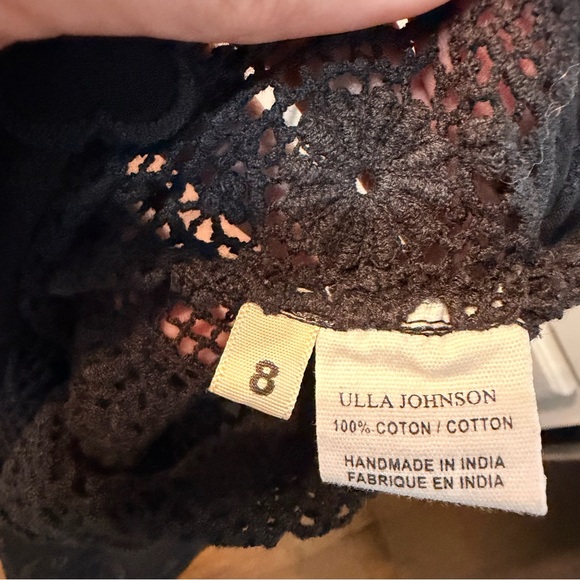 8
ULLA JOHNSON
100% COTON / COTTON
HANDMADE IN INDIA
FABRIQUE EN INDIA